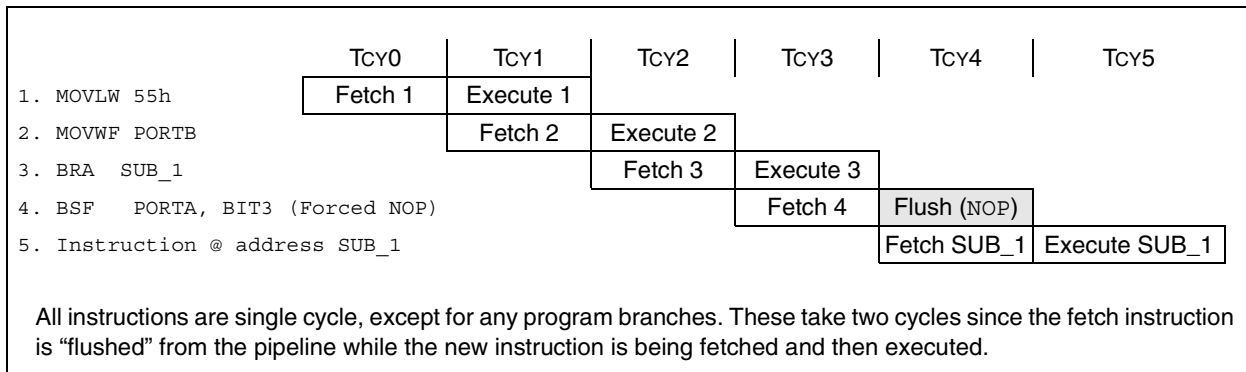 TCY0 TCY1 TCY2 TCY3 TCY4 TCY5
1. MOVLW 55h Fetch 1 Execute 1
2. MOVWF PORTB Fetch 2 Execute 2
3. BRA SUB_1 Fetch 3 Execute 3
4. BSF PORTA, BIT3 (Forced NOP) Fetch 4 Flush (NOP)
5. Instruction @ address SUB_1 Fetch SUB_1 Execute SUB_1
All instructions are single cycle, except for any program branches. These take two cycles since the fetch instruction
is “flushed” from the pipeline while the new instruction is being fetched and then executed.